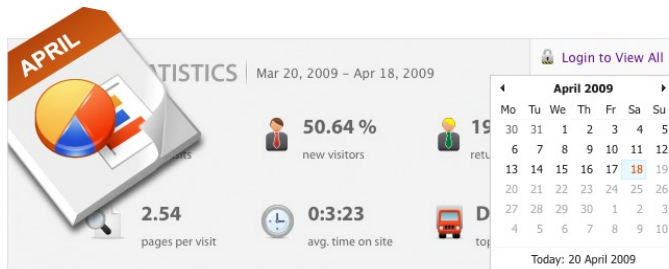 APRIL
TISTICS
Mar 20, 2009 – Apr 18, 2009
50.64 %
new visitors
19
retu
2.54
pages per visit
0:3:23
avg. time on site
D
top
Login to View All
April 2009
Mo Tu We Th Fr Sa Su
30 31 1 2 3 4 5
6 7 8 9 10 11 12
13 14 15 16 17 18 19
20 21 22 23 24 25 26
27 28 29 30 1 2 3
4 5 6 7 8 9 10
Today: 20 April 2009